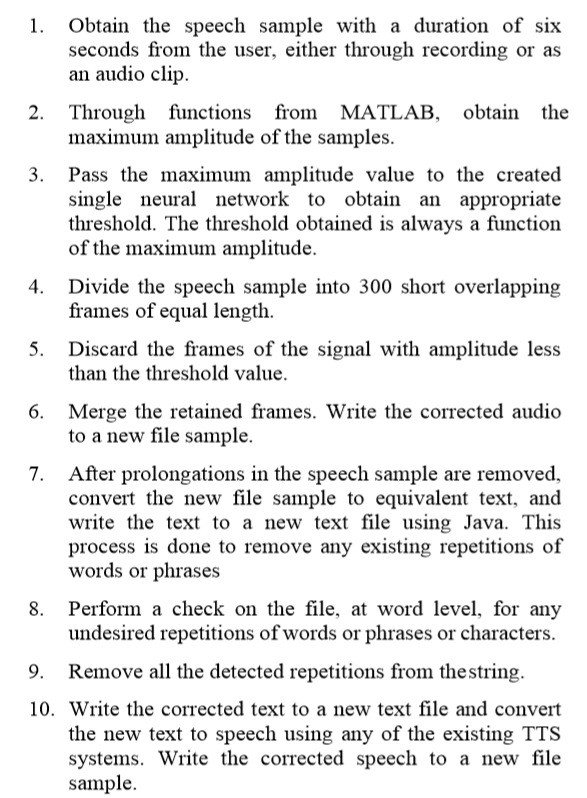 1. Obtain the speech sample with a duration of six
seconds from the user, either through recording or as
an audio clip.
2. Through functions from MATLAB, obtain the
maximum amplitude of the samples.
3. Pass the maximum amplitude value to the created
single neural network to obtain an appropriate
threshold. The threshold obtained is always a function
of the maximum amplitude.
4. Divide the speech sample into 300 short overlapping
frames of equal length.
5. Discard the frames of the signal with amplitude less
than the threshold value.
6. Merge the retained frames. Write the corrected audio
to a new file sample.
7. After prolongations in the speech sample are removed,
convert the new file sample to equivalent text, and
write the text to a new text file using Java. This
process is done to remove any existing repetitions of
words or phrases
8. Perform a check on the file, at word level, for any
undesired repetitions of words or phrases or characters.
9. Remove all the detected repetitions from thestring.
10. Write the corrected text to a new text file and convert
the new text to speech using any of the existing TTS
systems. Write the corrected speech to a new file
sample.